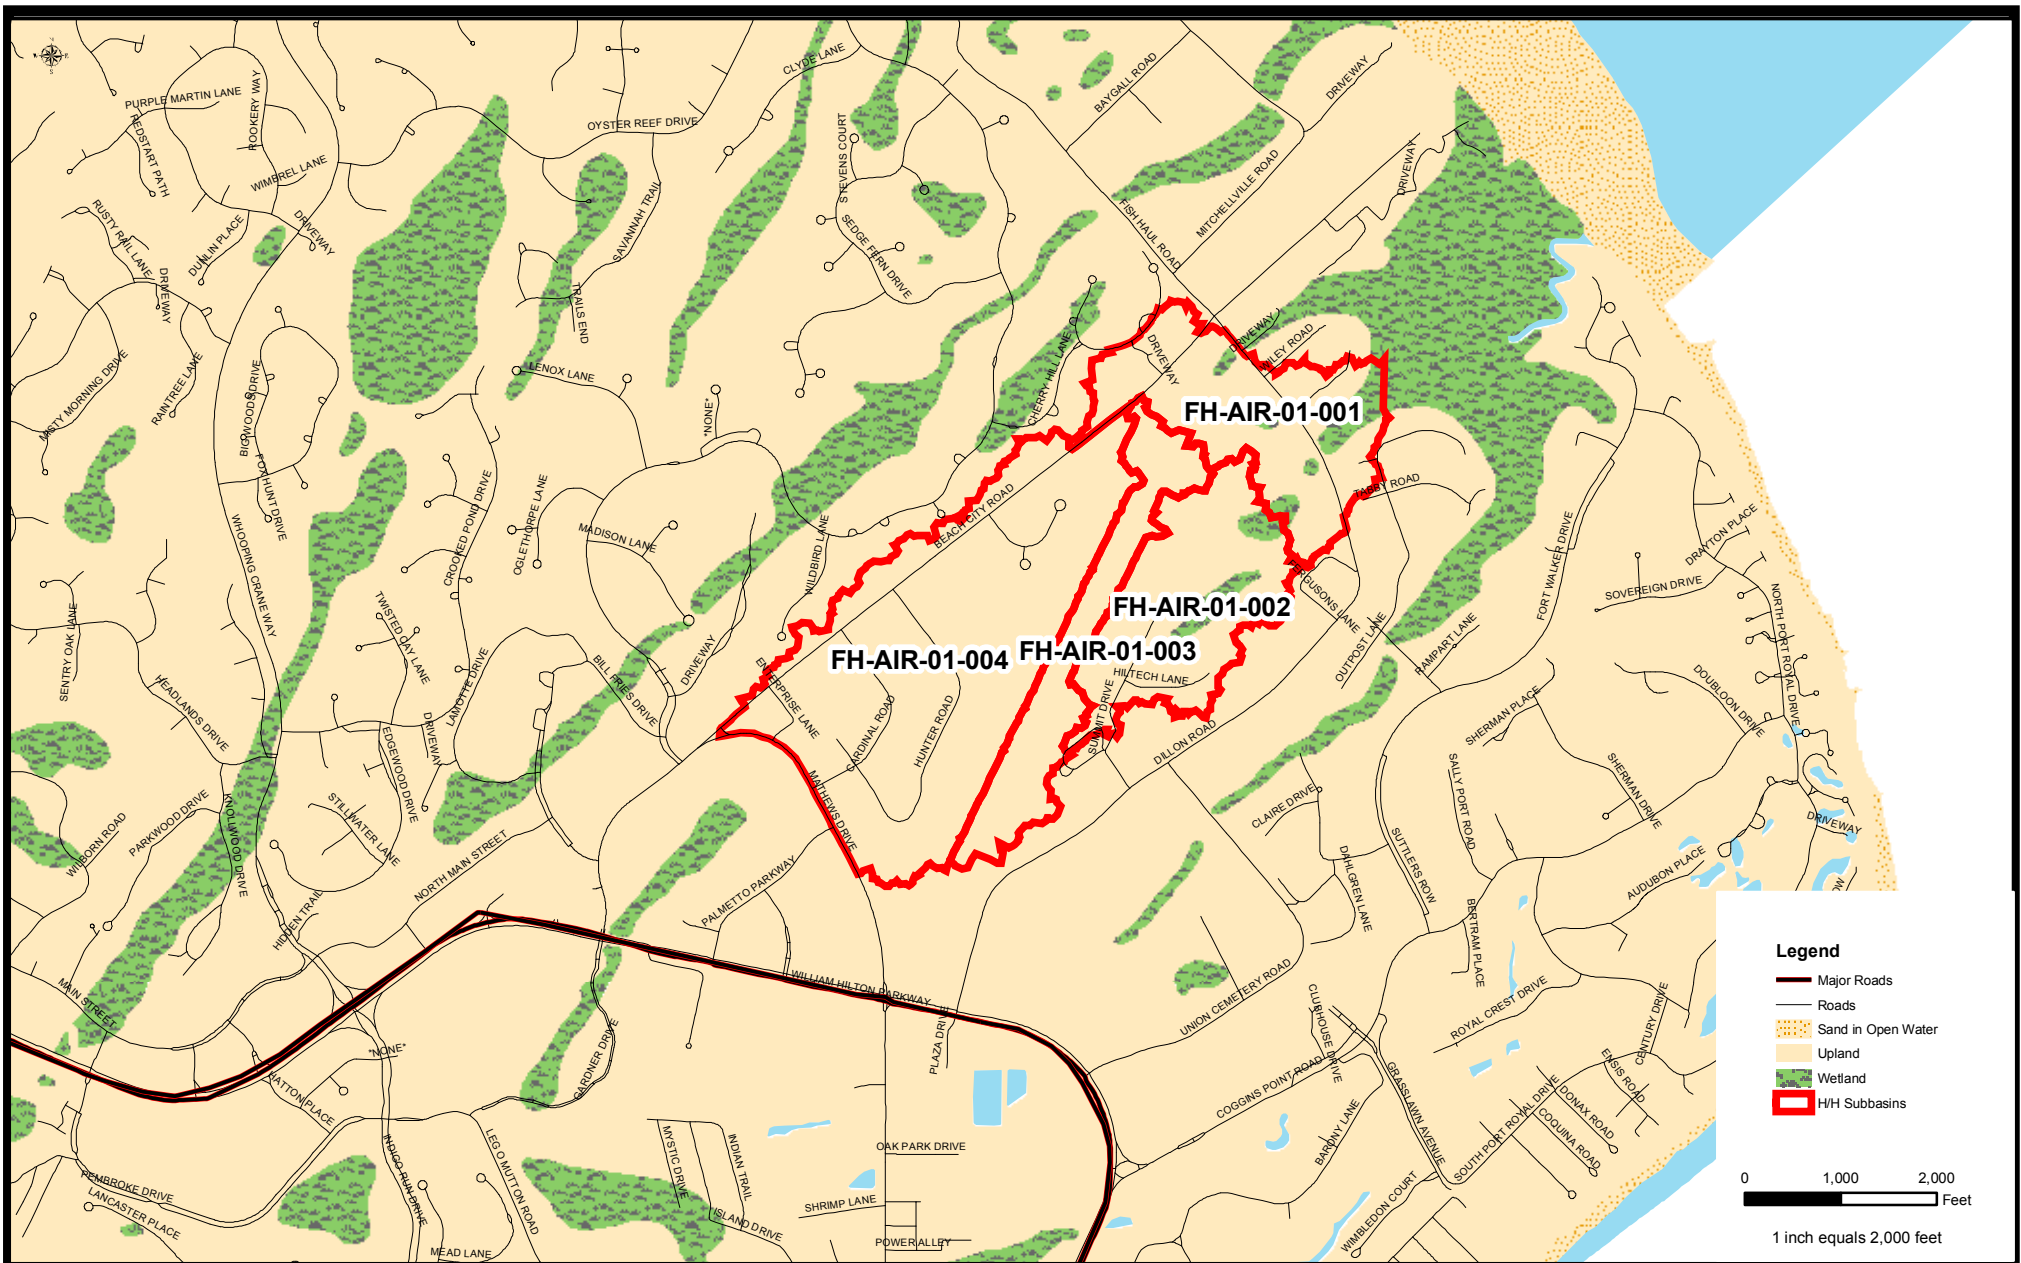 CLYDE LANE
BAYGALL ROAD
DRIVEWAY
PURPLE MARTIN LANE
ROOKERY WAY
REDSTART PATH
OYSTER REEF DRIVE
WIMBREL LANE
STEVENS COURT
MITCHELLVILLE ROAD
DRIVEWAY
RUSTY RAIL LANE
DUNLIN PLACE
DRIVEWAY
SAVANNAH TRAIL
SEDGE FERN DRIVE
FISH HAUL ROAD
DRIVEWAY
TRAILS END
MISTY MORNING DRIVE
RAINTREE LANE
BIGWOODS DRIVE
LENOX LANE
*NONE*
CHERRY HILL LANE
DRIVEWAY
DRIVEWAY
WILEY ROAD
FH-AIR-01-001
FOXHUNT DRIVE
WHOOPING CRANE WAY
CROOKED POND DRIVE
OGLETHORPE LANE
MADISON LANE
WILDBIRD LANE
BEACH CITY ROAD
TABBY ROAD
FORT WALKER DRIVE
DRAYTON PLACE
SOVEREIGN DRIVE
NORTH PORT ROYAL DRIVE
SENTRY OAK LANE
TWISTED CAY LANE
FERGUSONS LANE
FH-AIR-01-002
FH-AIR-01-003
FH-AIR-01-004
OUTPOST LANE
RAMPART LANE
HEADLANDS DRIVE
LAMOTTE DRIVE
BILL FRIES DRIVE
DRIVEWAY
ENTERPRISE LANE
CARDINAL ROAD
HUNTER ROAD
HILTECH LANE
SUMMIT DRIVE
DILLON ROAD
SHERMAN PLACE
DOUBLOON DRIVE
EDGEWOOD DRIVE
DRIVEWAY
STILLWATER LANE
MATHEWS DRIVE
SALLY PORT ROAD
SHERMAN DRIVE
CLAIRE DRIVE
SUTTLERS ROW
DRIVEWAY
WILBORN ROAD
PARKWOOD DRIVE
KNOLLWOOD DRIVE
NORTH MAIN STREET
PALMETTO PARKWAY
DAHLGREN LANE
BERTRAM PLACE
AUDUBON PLACE
HIDDEN TRAIL
MAIN STREET
WILLIAM HILTON PARKWAY
UNION CEMETERY ROAD
CLUBHOUSE DRIVE
ROYAL CREST DRIVE
CENTURY DRIVE
*NONE*
HATTON PLACE
GARDNER DRIVE
PLAZA DRIVE
COGGINS POINT ROAD
GRASSLAWN AVENUE
ENSIS ROAD
DONAX ROAD
COQUINA ROAD
SOUTH PORT ROYAL DRIVE
BARONY LANE
WIMBLEDON COURT
INDIGO RUN DRIVE
LEG O MUTTON ROAD
MYSTIC DRIVE
INDIAN TRAIL
OAK PARK DRIVE
PEMBROKE DRIVE
LANCASTER PLACE
ISLAND DRIVE
SHRIMP LANE
MEAD LANE
POWER ALLEY
Legend
Major Roads
Roads
Sand in Open Water
Upland
Wetland
H/H Subbasins
0 1,000 2,000
Feet
1 inch equals 2,000 feet